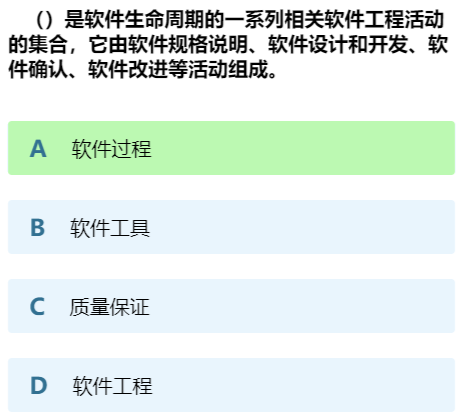 （）是软件生命周期的一系列相关软件工程活动
的集合，它由软件规格说明、软件设计和开发、软
件确认、软件改进等活动组成。
A 软件过程
B 软件工具
C 质量保证
D 软件工程